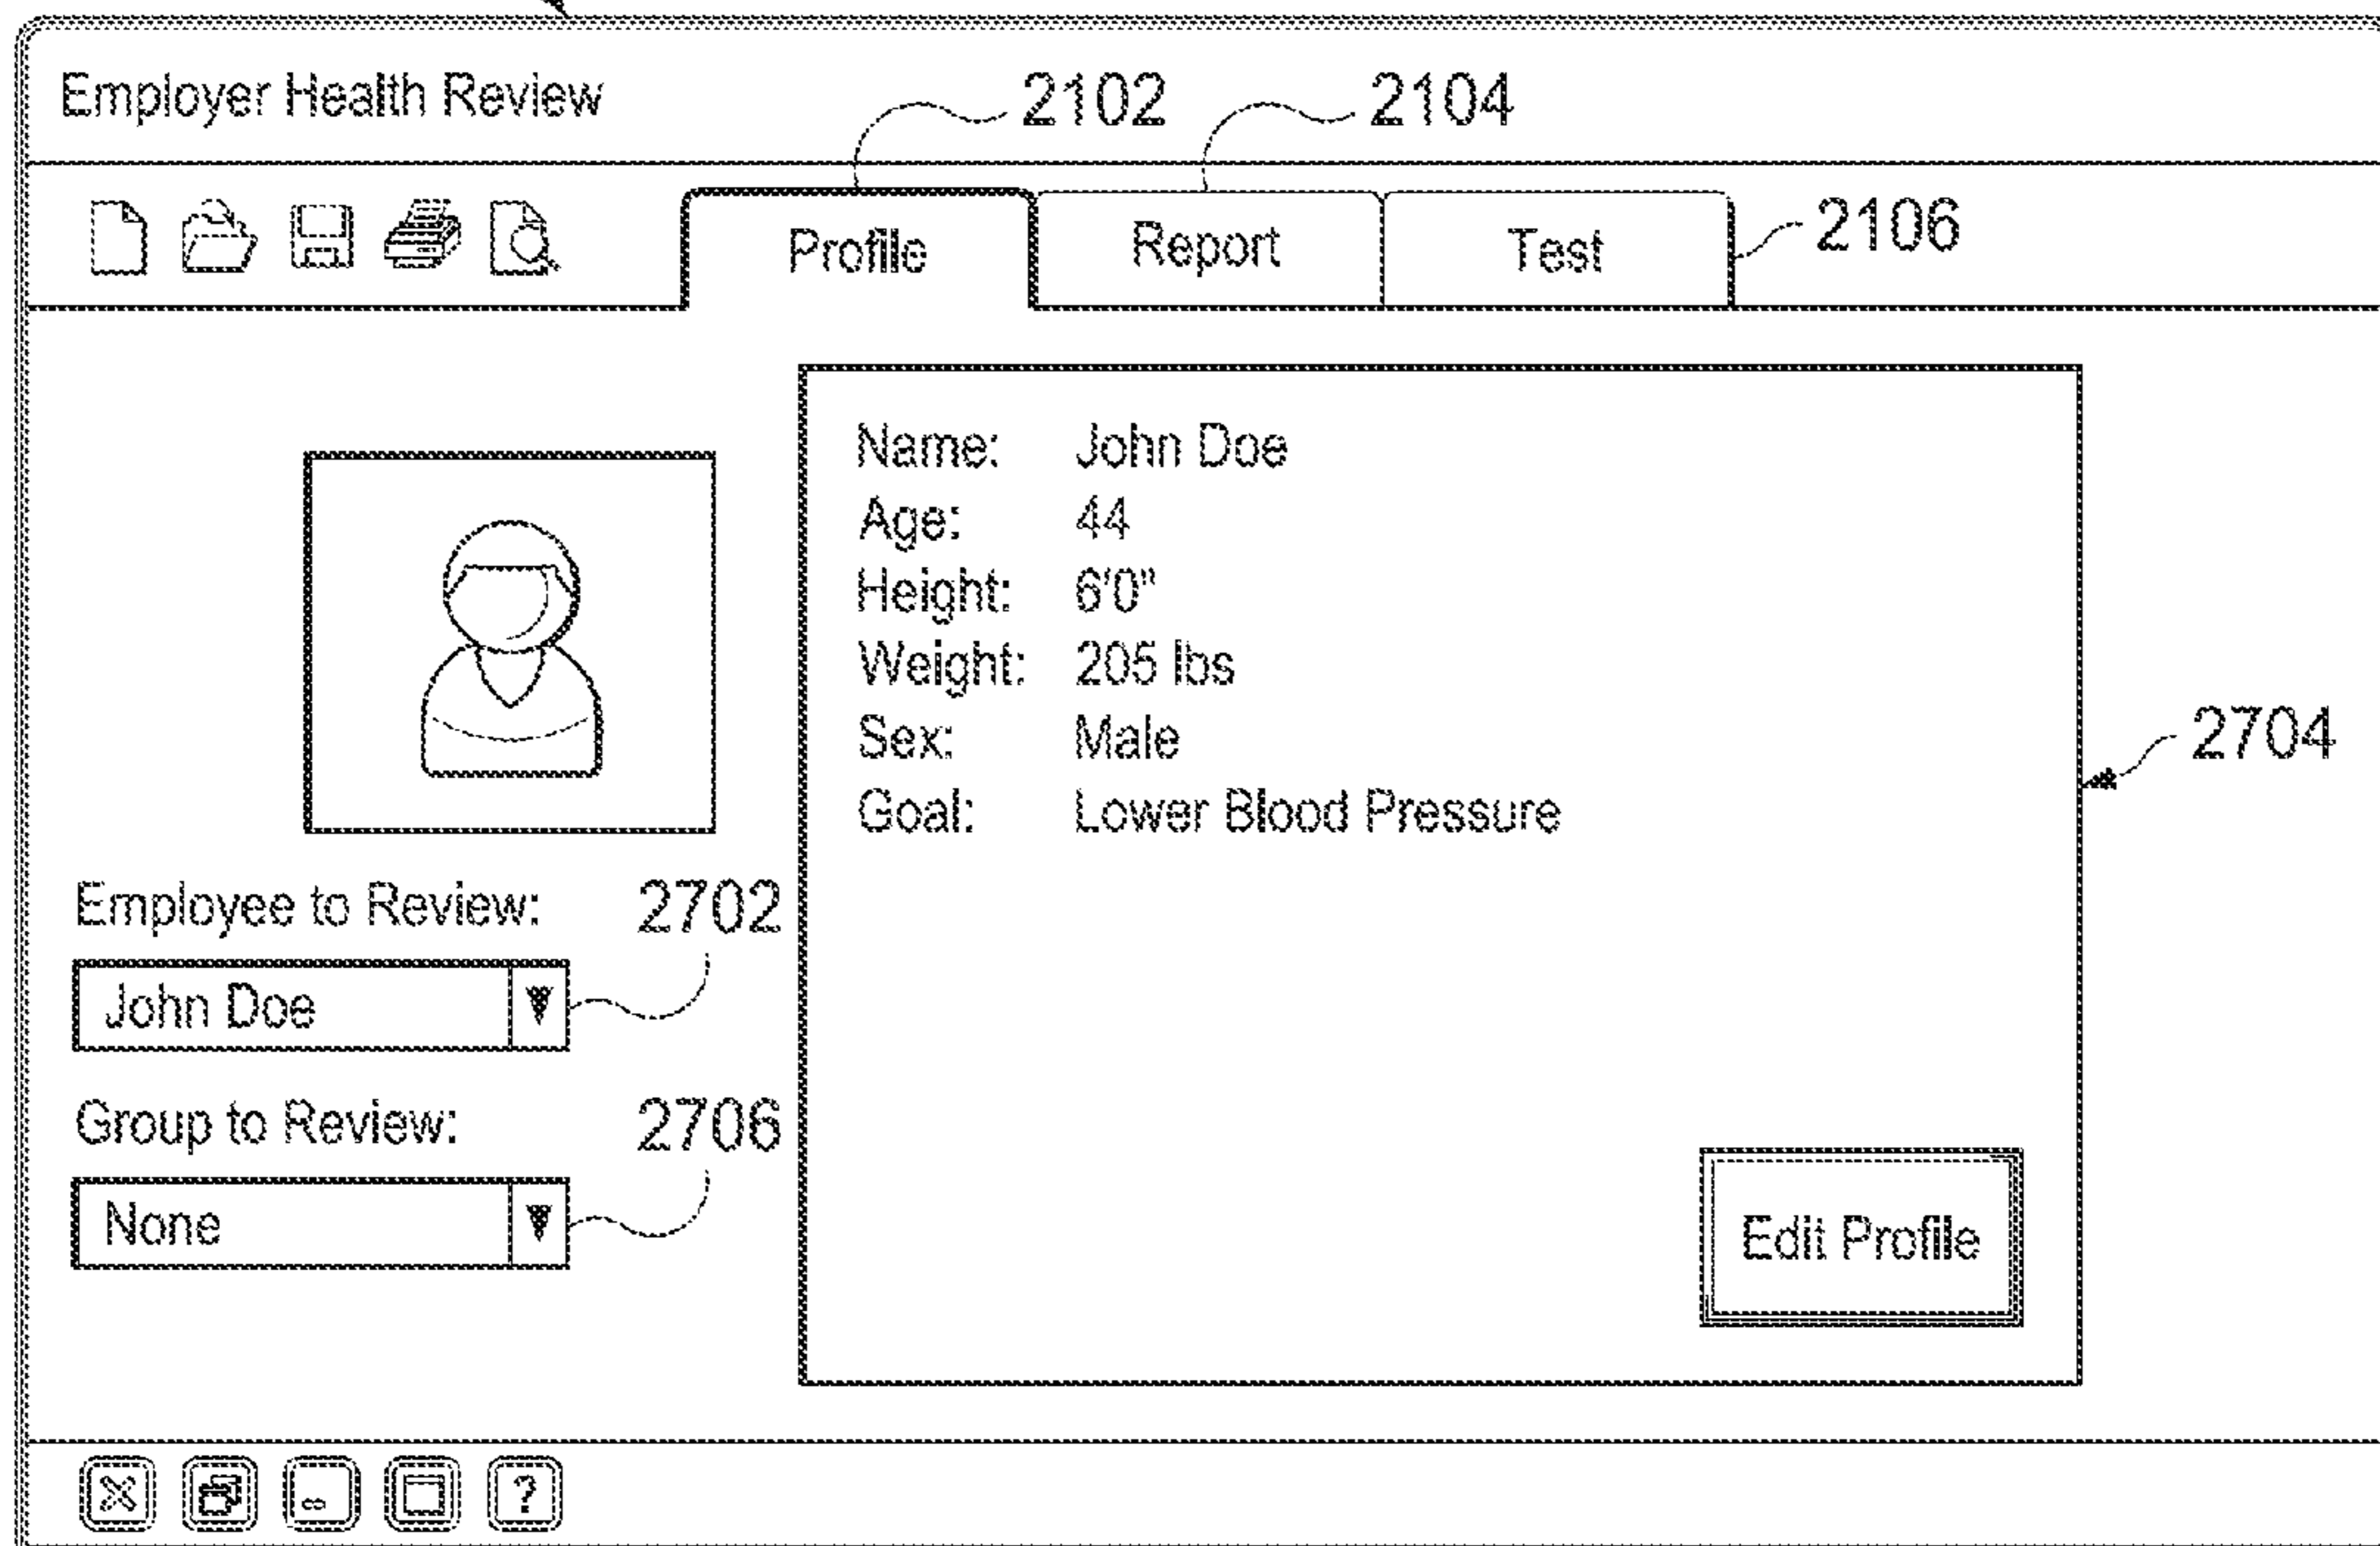 Employer Health Review
2102
2104
Profile
Report
Test
2106
Name: John Doe
Age: 44
Height: 6'0"
Weight: 205 lbs
Sex: Male
Goal: Lower Blood Pressure
2704
Employee to Review:
2702
John Doe
Group to Review:
2706
None
Edit Profile
?